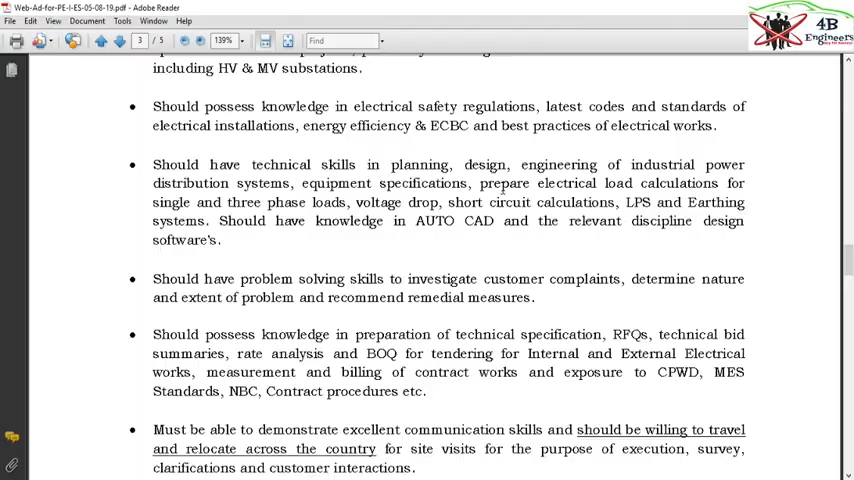 Web-Ad-for-PE-I-ES-05-08-19.pdf - Adobe Reader
File Edit View Document Tools Window Help
3 / 5 139% Find
4B
Engineers
including HV & MV substations.
• Should possess knowledge in electrical safety regulations, latest codes and standards of
electrical installations, energy efficiency & ECBC and best practices of electrical works.
• Should have technical skills in planning, design, engineering of industrial power
distribution systems, equipment specifications, prepare electrical load calculations for
single and three phase loads, voltage drop, short circuit calculations, LPS and Earthing
systems. Should have knowledge in AUTO CAD and the relevant discipline design
software's.
• Should have problem solving skills to investigate customer complaints, determine nature
and extent of problem and recommend remedial measures.
• Should possess knowledge in preparation of technical specification, RFQs, technical bid
summaries, rate analysis and BOQ for tendering for Internal and External Electrical
works, measurement and billing of contract works and exposure to CPWD, MES
Standards, NBC, Contract procedures etc.
• Must be able to demonstrate excellent communication skills and should be willing to travel
and relocate across the country for site visits for the purpose of execution, survey,
clarifications and customer interactions.